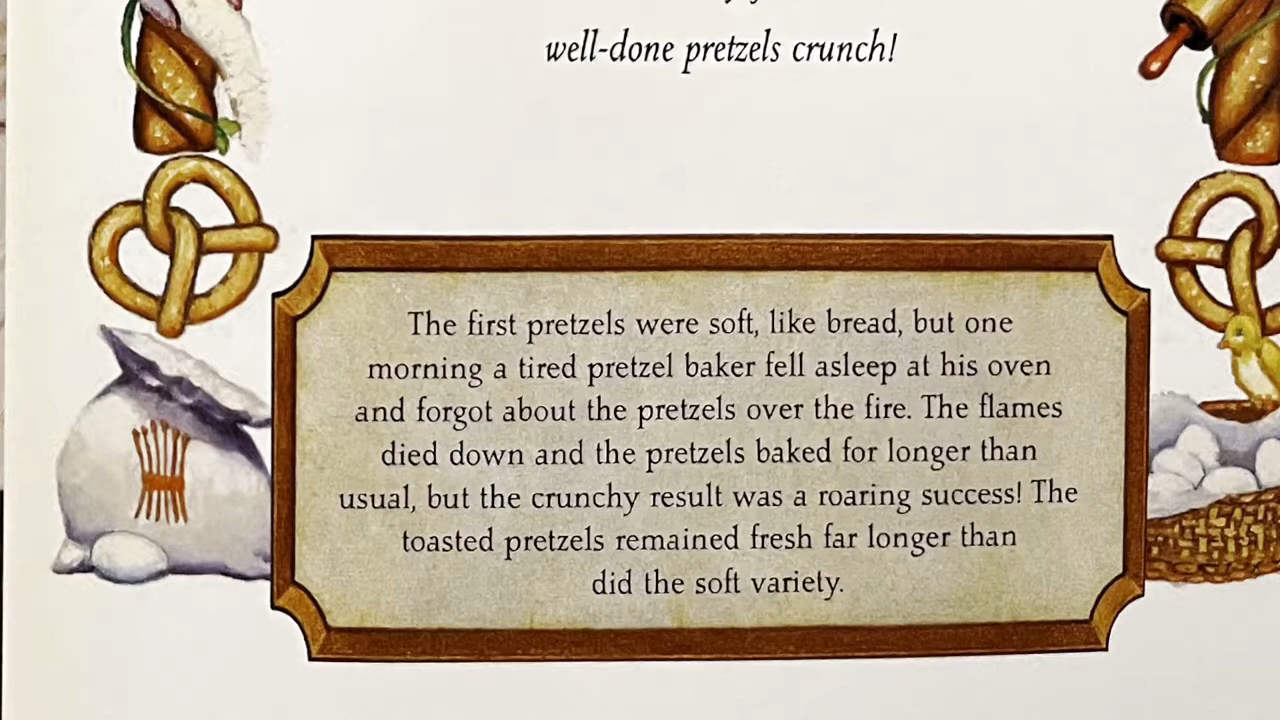 well-done pretzels crunch!
The first pretzels were soft, like bread, but one
morning a tired pretzel baker fell asleep at his oven
and forgot about the pretzels over the fire. The flames
died down and the pretzels baked for longer than
usual, but the crunchy result was a roaring success! The
toasted pretzels remained fresh far longer than
did the soft variety.